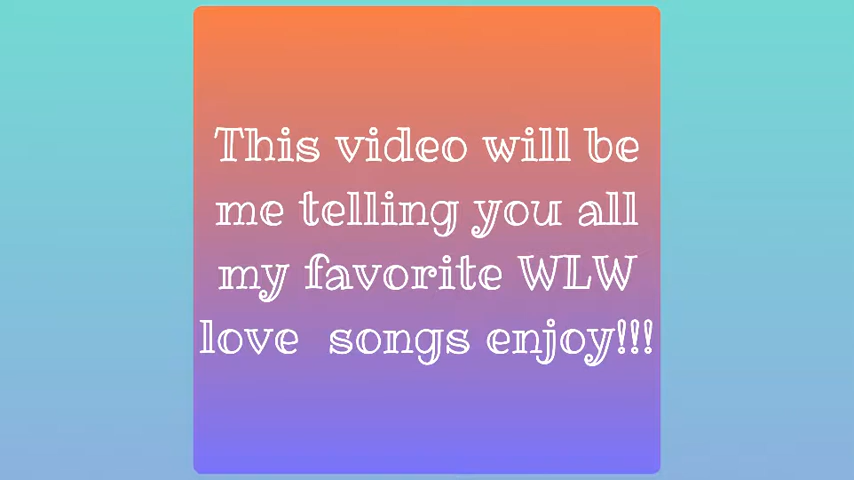 This video will be
me telling you all
my favorite WLW
love  songs enjoy!!!